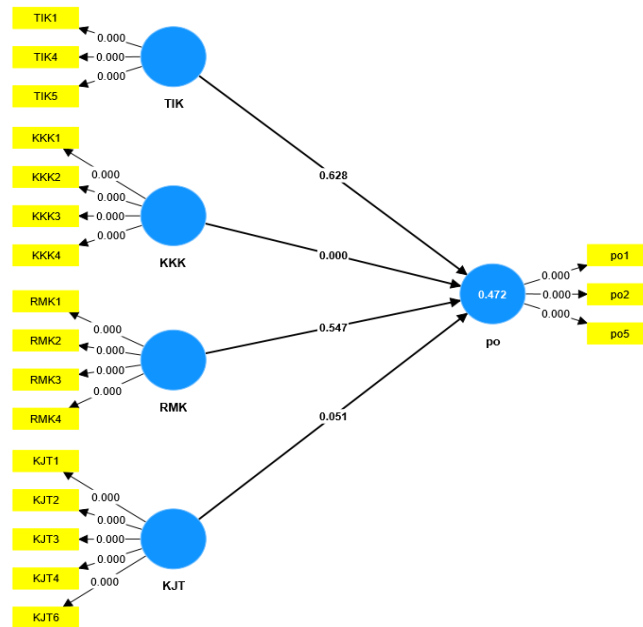 TIK1
0.000
TIK4
0.000
TIK5
0.000
TIK
KKK1
0.000
KKK2
0.000
KKK3
0.000
KKK4
0.000
KKK
RMK1
0.000
RMK2
0.000
RMK3
0.000
RMK4
0.000
RMK
KJT1
0.000
KJT2
0.000
KJT3
0.000
KJT4
0.000
KJT6
0.000
KJT
0.628
0.000
0.547
0.051
0.472
po
0.000
po1
0.000
po2
0.000
po5